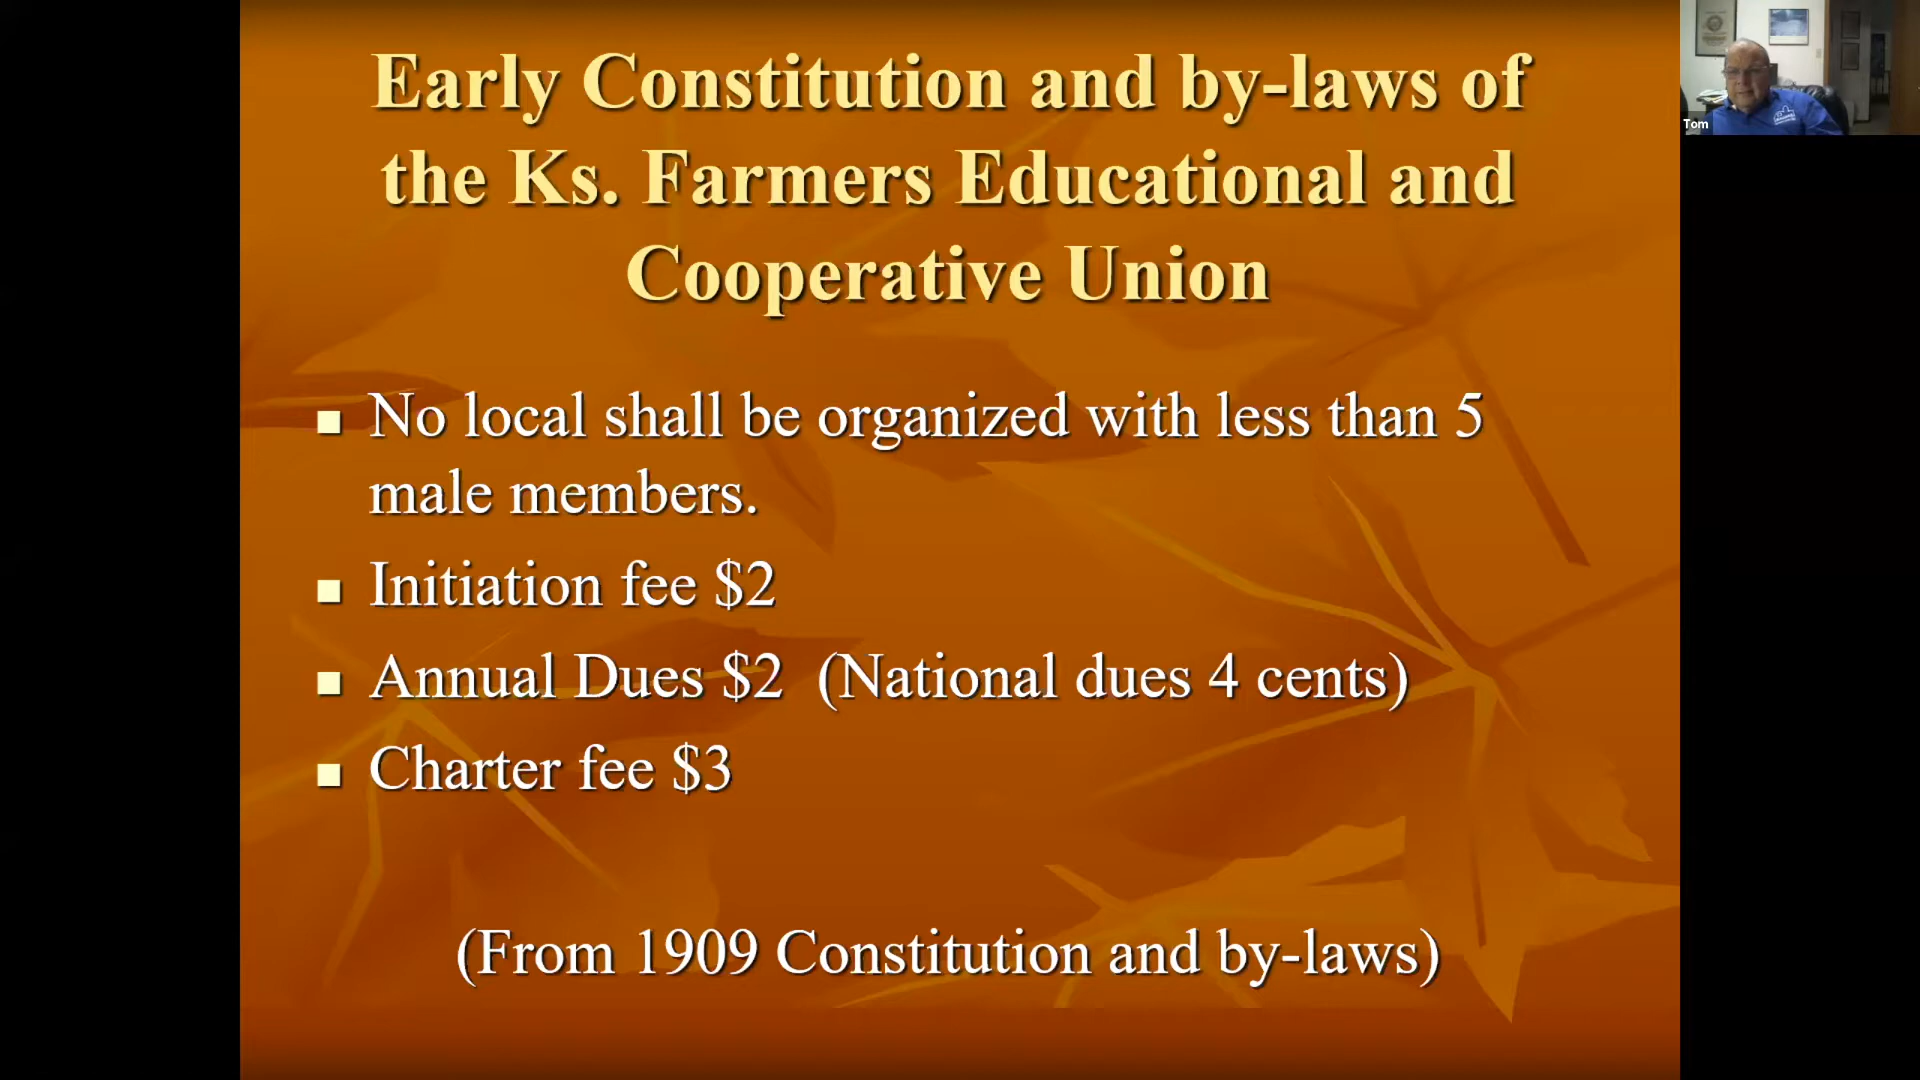 Early Constitution and by-laws of
the Ks. Farmers Educational and
Cooperative Union
No local shall be organized with less than 5
male members.
Initiation fee $2
Annual Dues $2 (National dues 4 cents)
Charter fee $3
(From 1909 Constitution and by-laws)
Tom